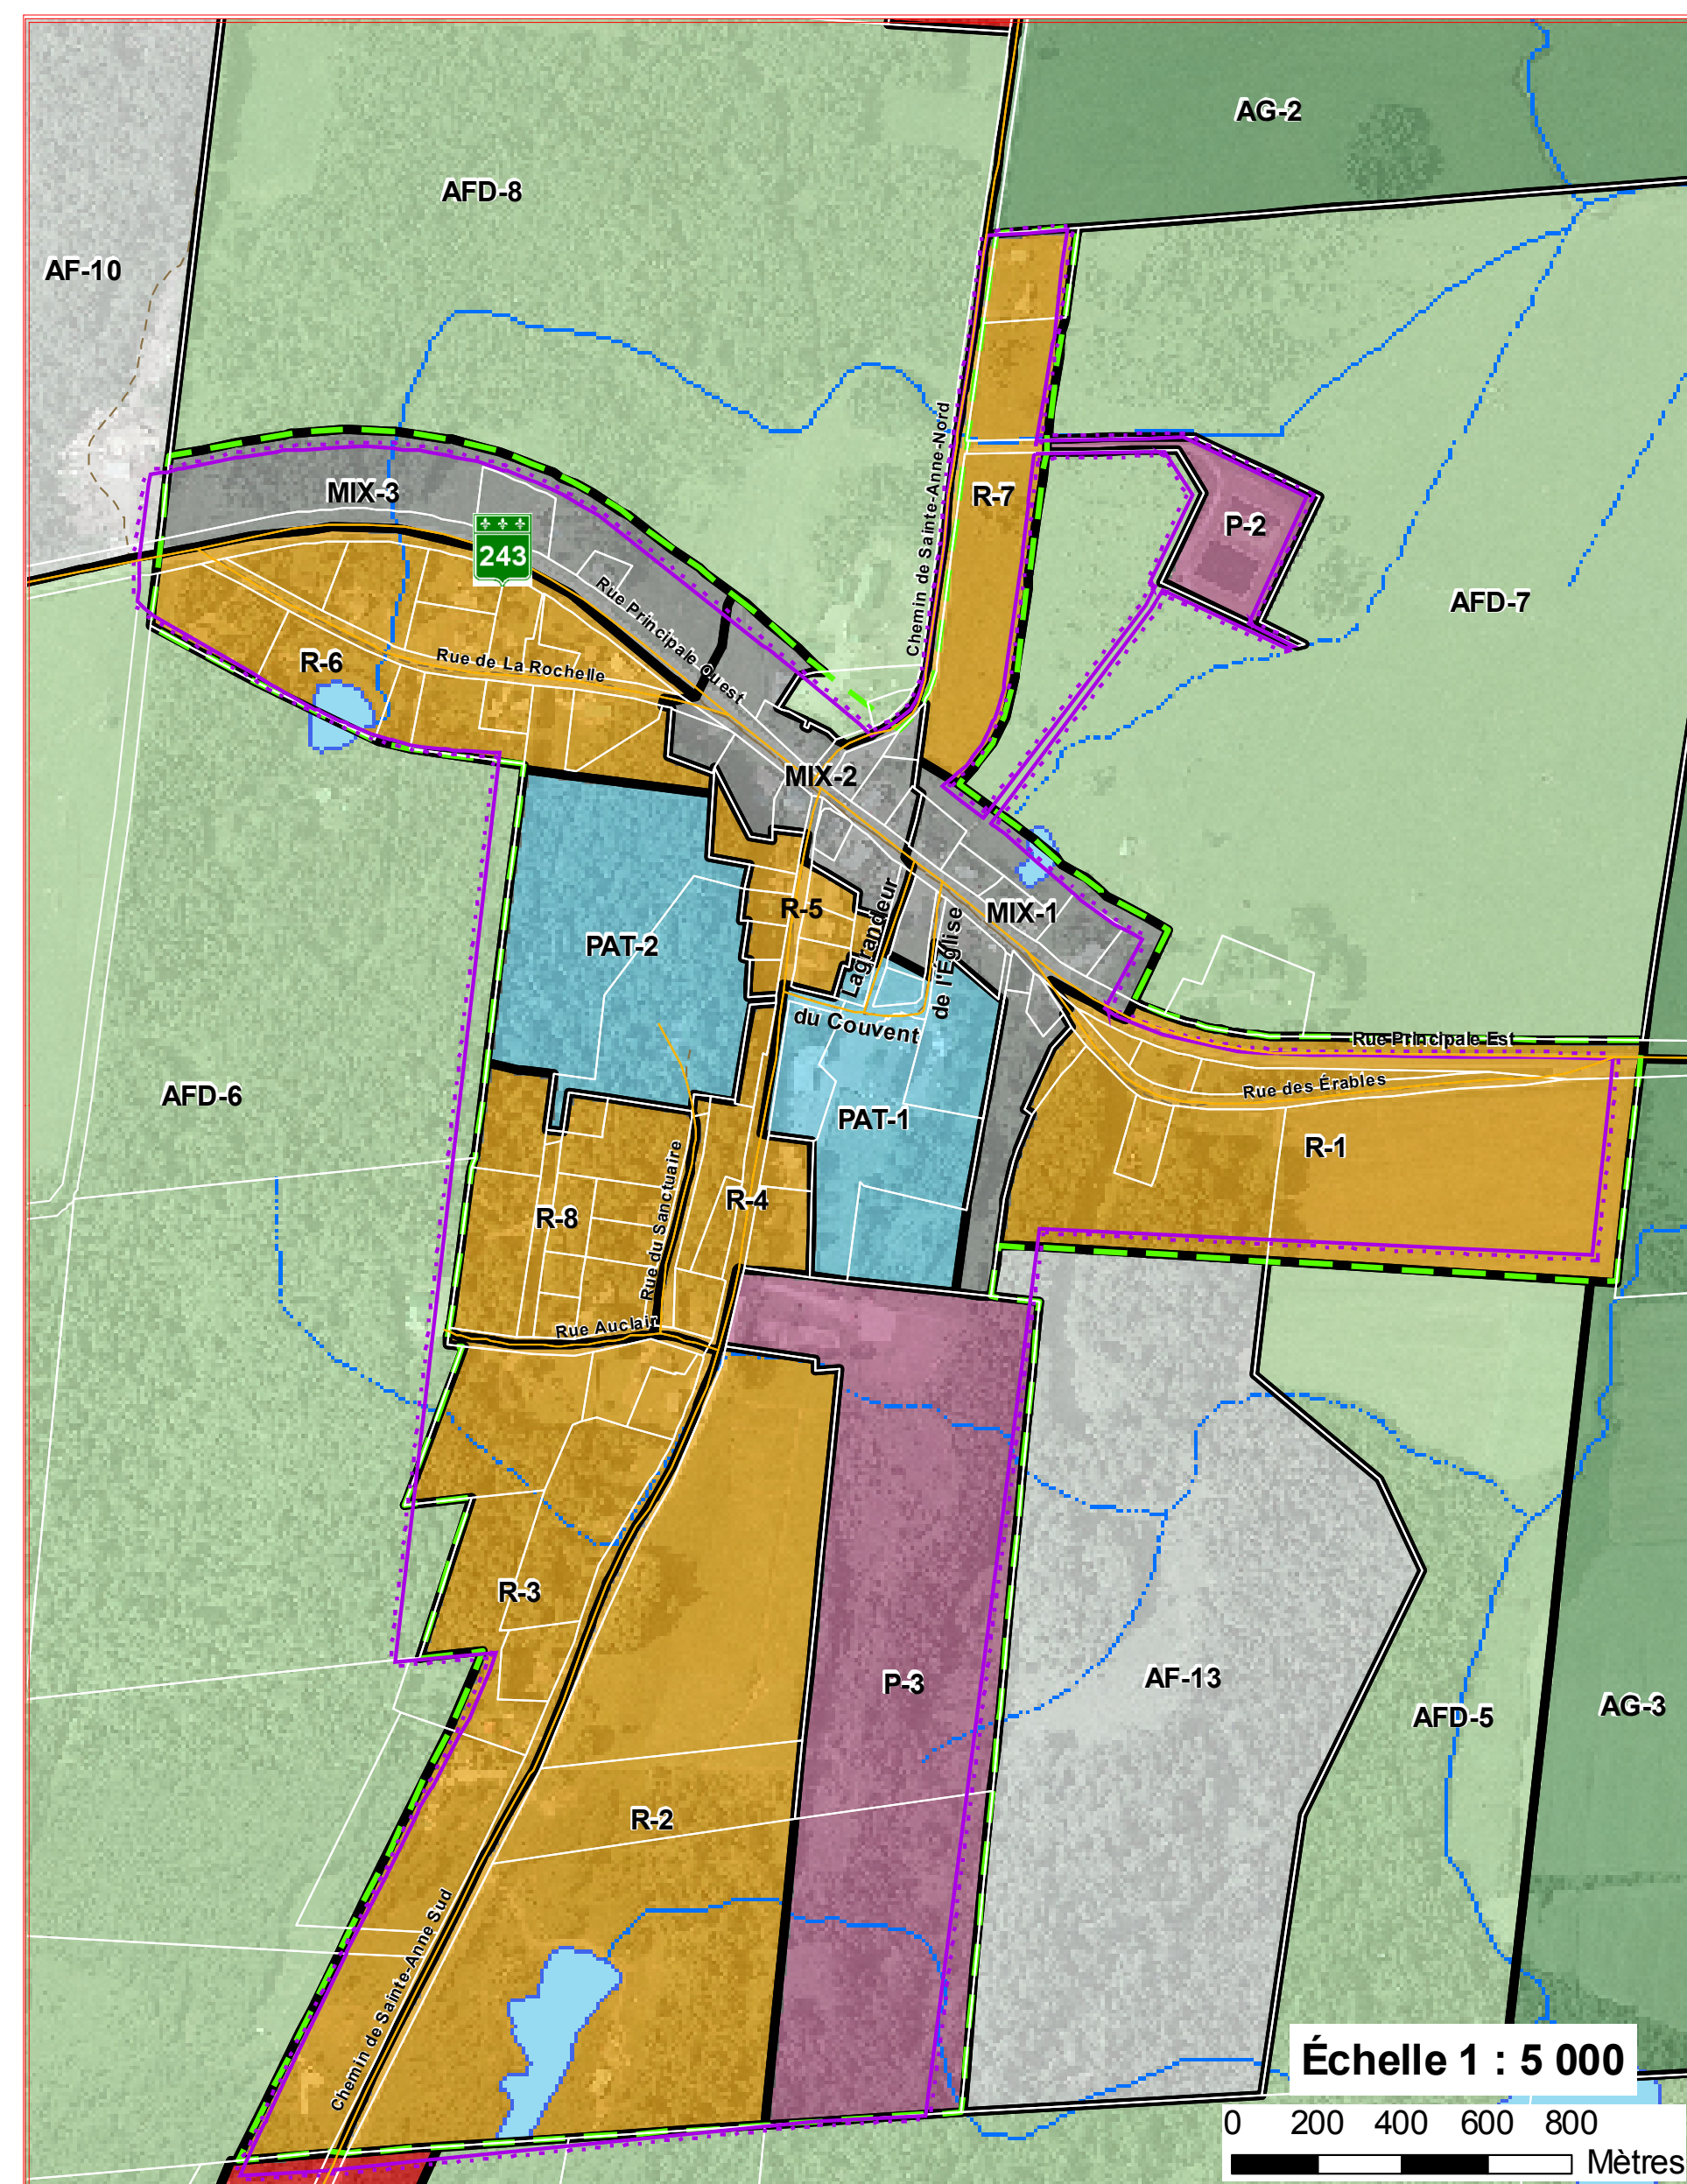 AG-2
AFD-8
AF-10
Chemin de Sainte-Anne-Nord
MIX-3
R-7
P-2
243
Rue Principale Ouest
AFD-7
R-6
Rue de La Rochelle
MIX-2
R-5
Lagrandeur
MIX-1
PAT-2
de l'Église
du Couvent
Rue Principale Est
Rue des Érables
AFD-6
PAT-1
R-1
Rue du Sanctuaire
R-4
R-8
Rue Auclair
R-3
P-3
AF-13
AFD-5
AG-3
R-2
Chemin de Sainte-Anne Sud
Échelle 1 : 5 000
0 200 400 600 800
Mètres